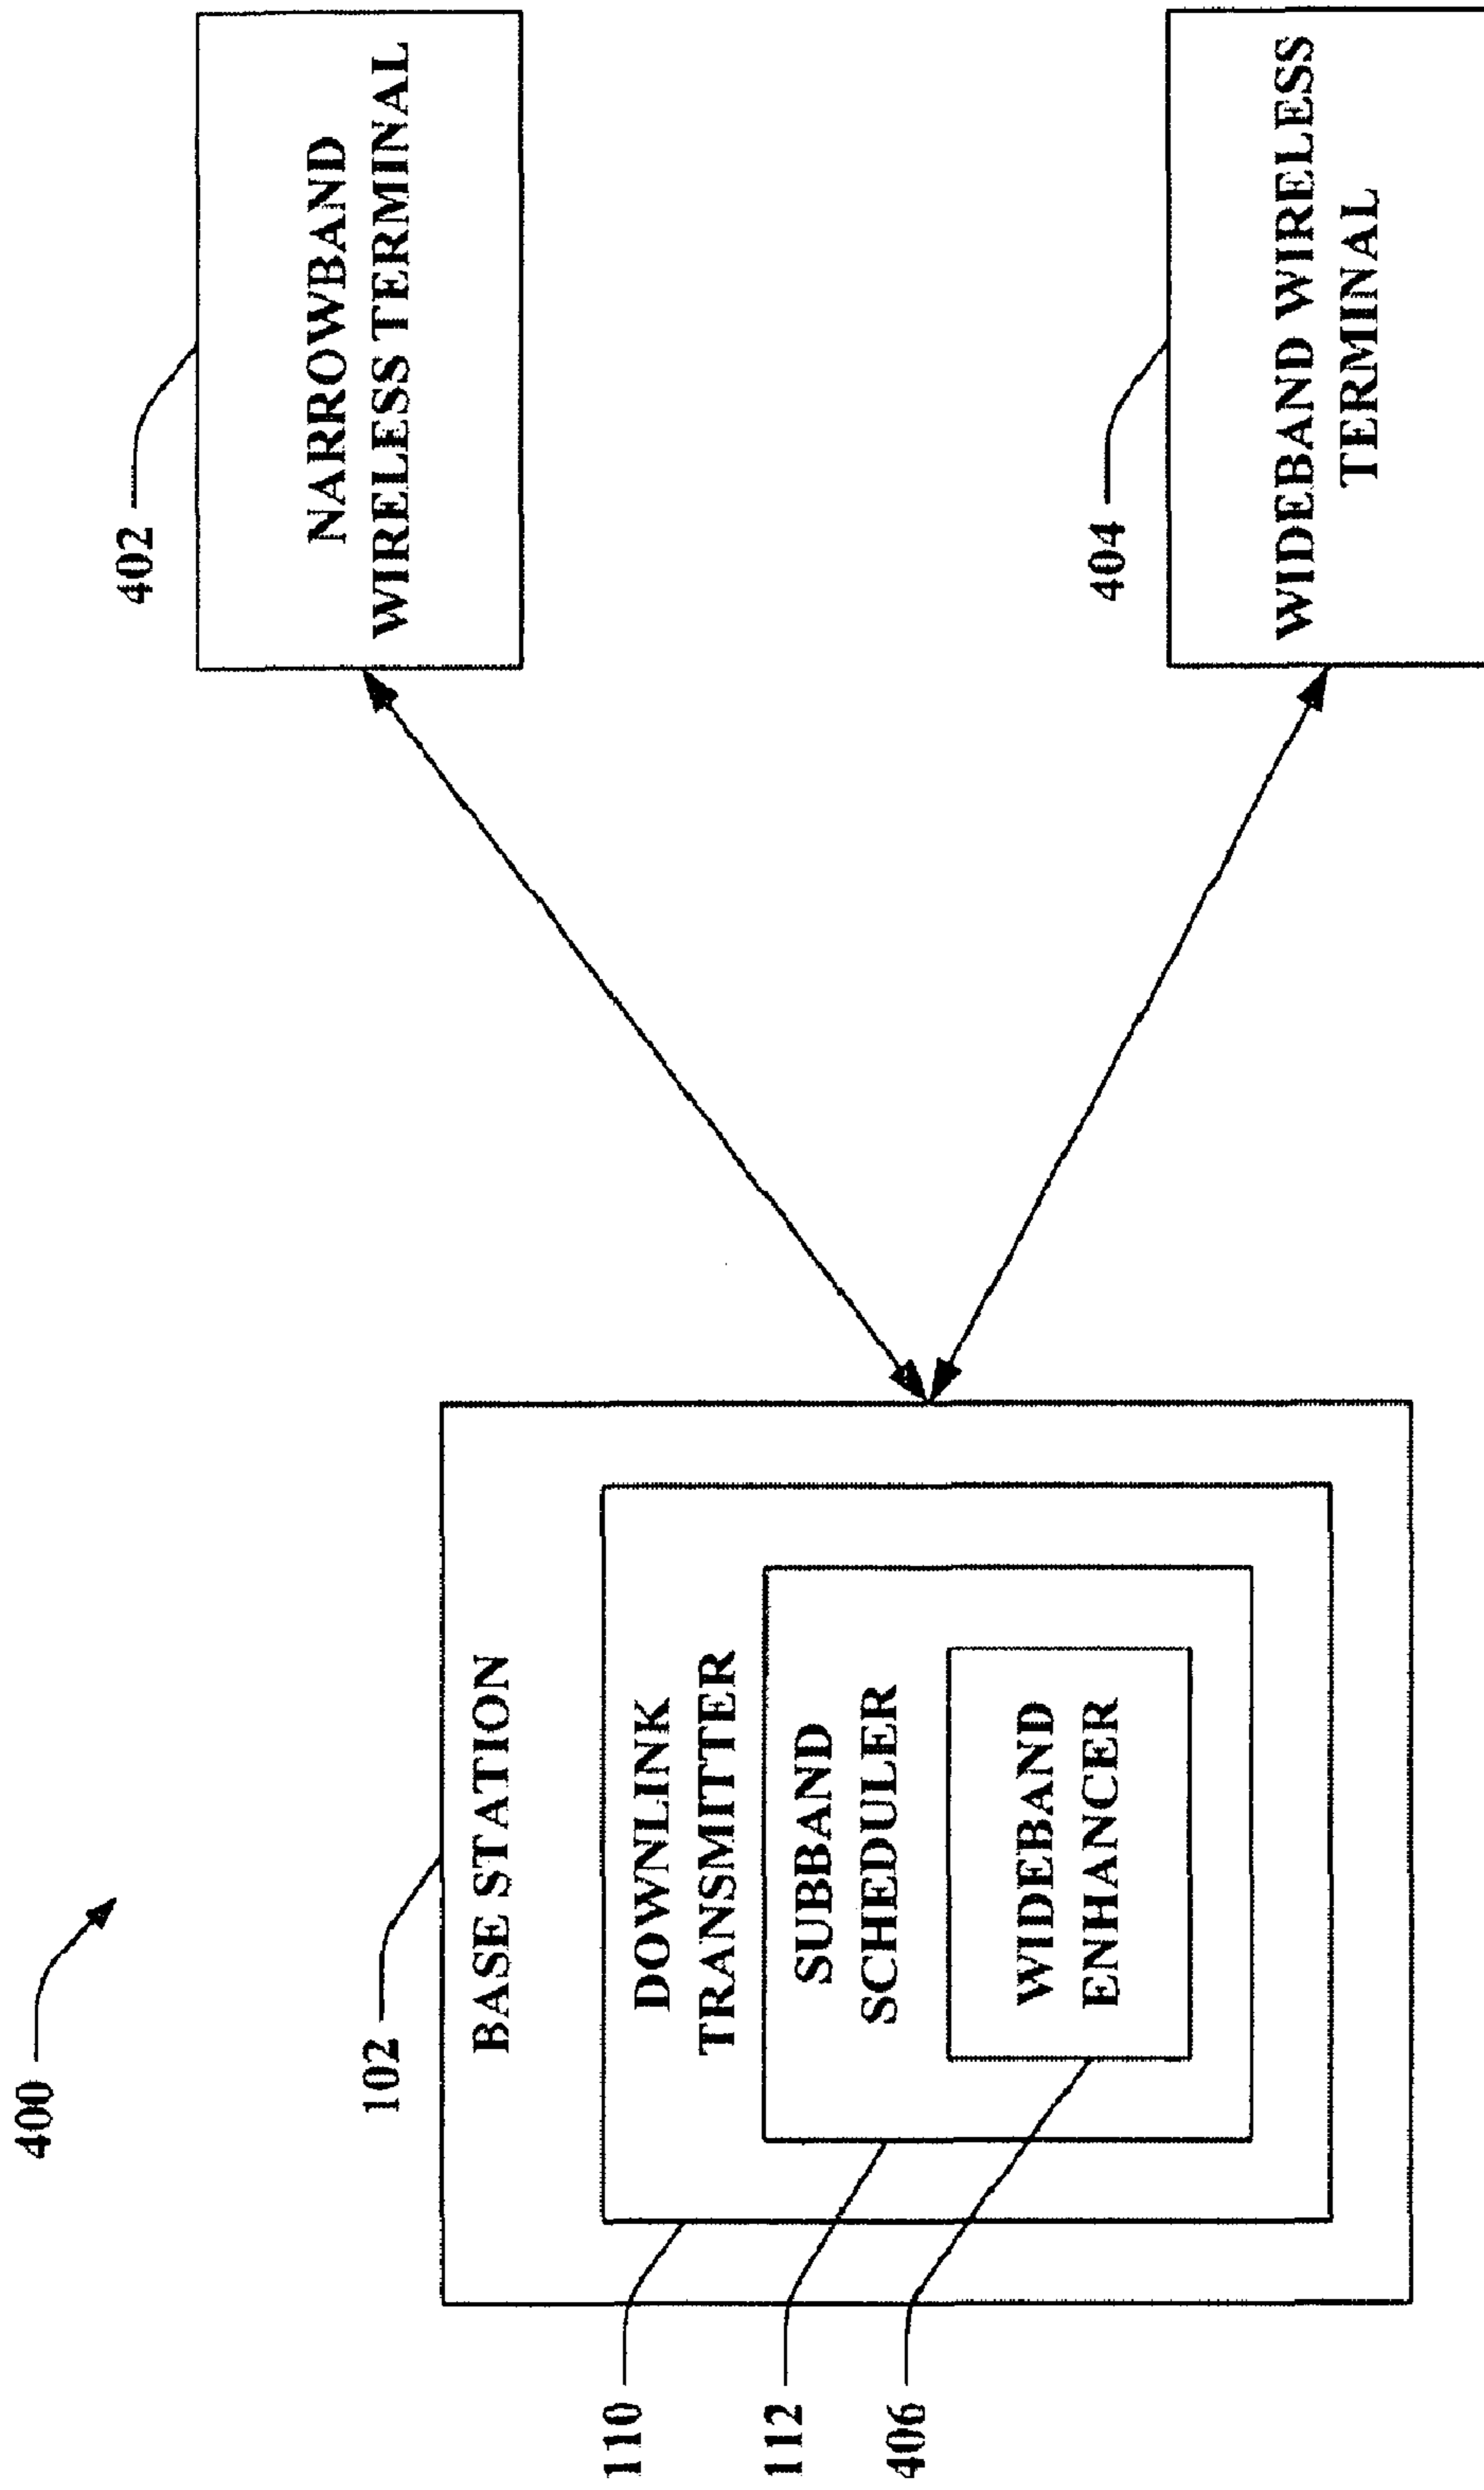 400
102
BASE STATION
110
DOWNLINK
TRANSMITTER
112
SUBBAND
SCHEDULER
406
WIDEBAND
ENHANCER
402
NARROWBAND
WIRELESS TERMINAL
404
WIDEBAND WIRELESS
TERMINAL